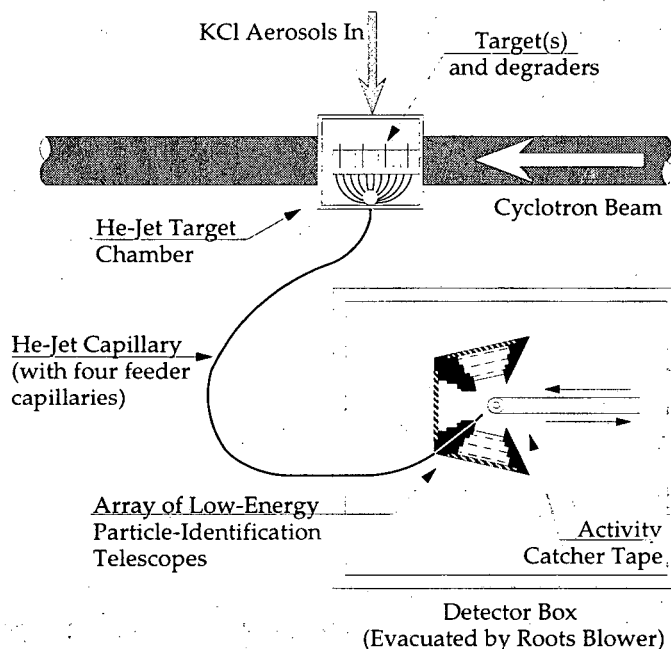 KCl Aerosols In
Target(s)
and degraders
Cyclotron Beam
He-Jet Target
Chamber
He-Jet Capillary
(with four feeder
capillaries)
Array of Low-Energy
Particle-Identification
Telescopes
Activity
Catcher Tape
Detector Box
(Evacuated by Roots Blower)